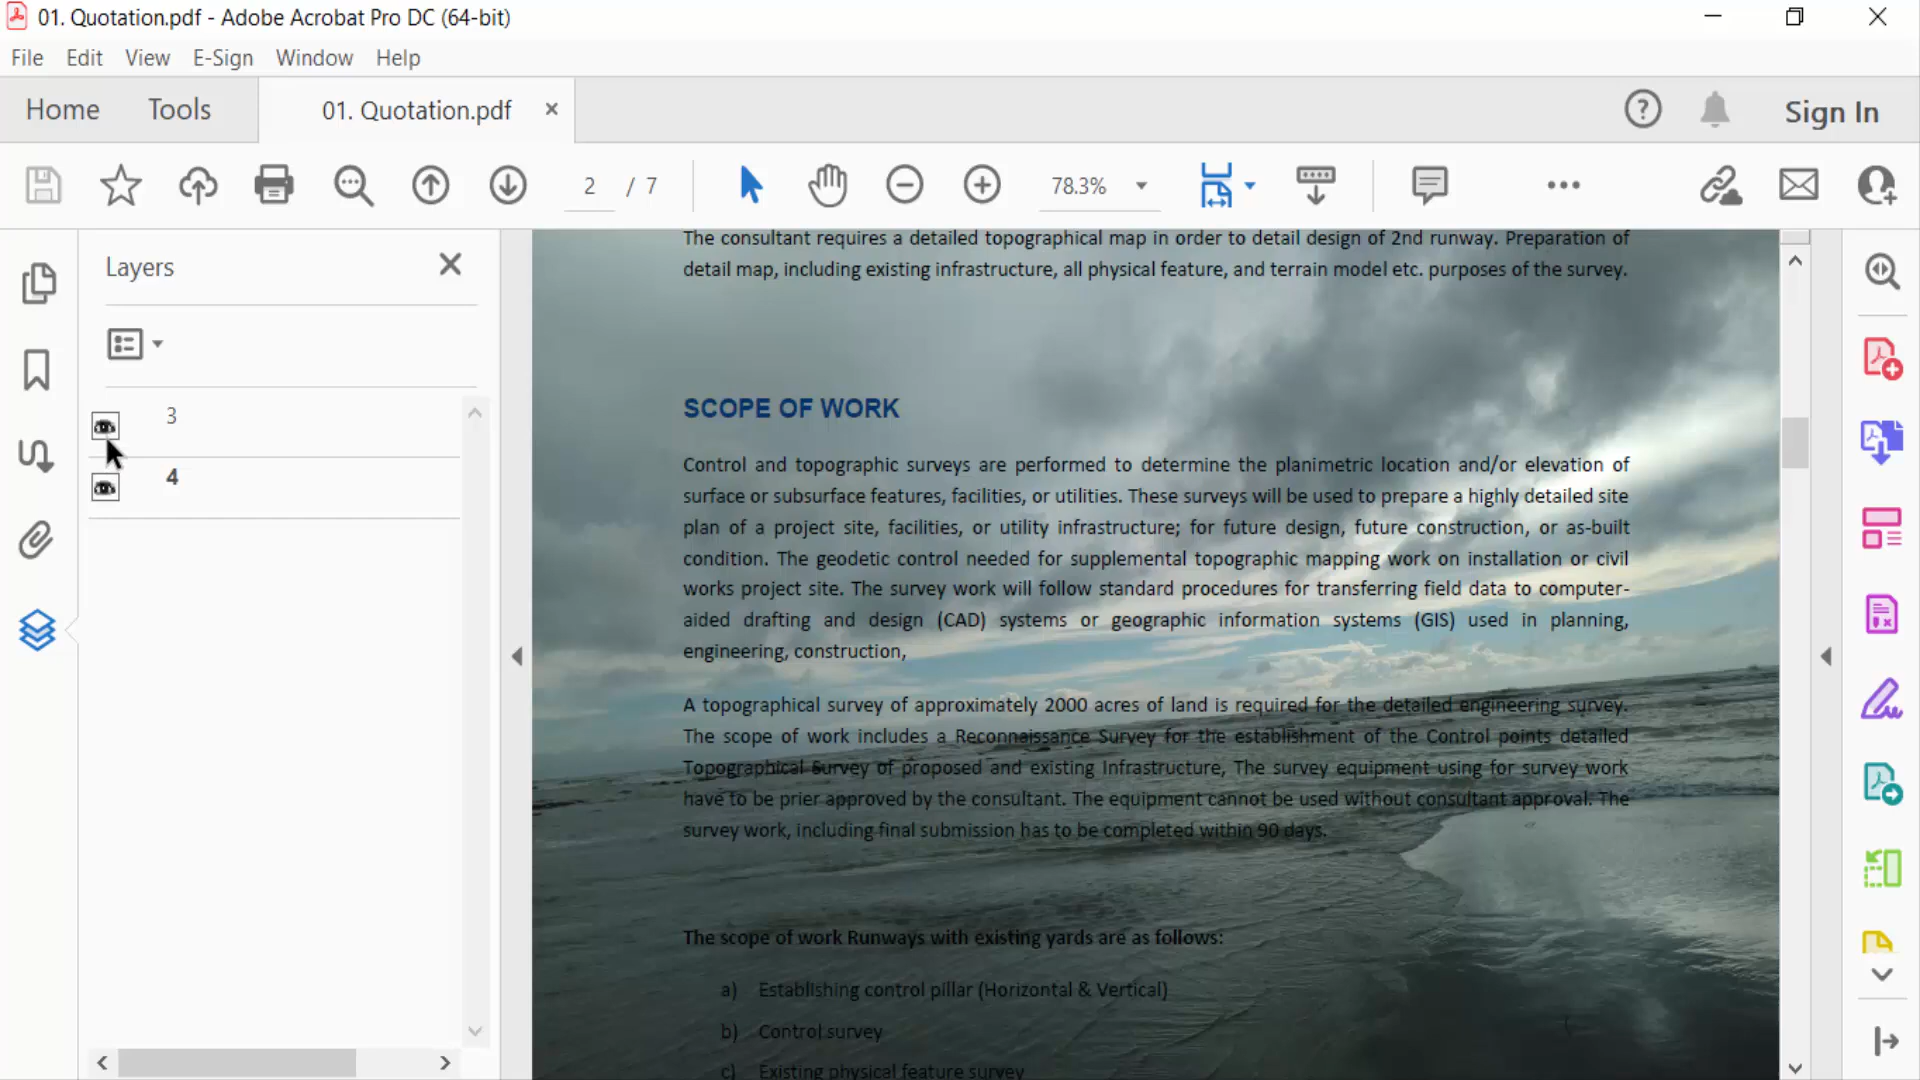 01. Quotation.pdf - Adobe Acrobat Pro DC (64-bit)
File Edit View E-Sign Window Help
Home Tools 01. Quotation.pdf Sign In
2 / 7 78.3%
Layers
3
4
The consultant requires a detailed topographical map in order to detail design of 2nd runway. Preparation of
detail map, including existing infrastructure, all physical feature, and terrain model etc. purposes of the survey.
SCOPE OF WORK
Control and topographic surveys are performed to determine the planimetric location and/or elevation of
surface or subsurface features, facilities, or utilities. These surveys will be used to prepare a highly detailed site
plan of a project site, facilities, or utility infrastructure; for future design, future construction, or as-built
condition. The geodetic control needed for supplemental topographic mapping work on installation or civil
works project site. The survey work will follow standard procedures for transferring field data to computer-
aided drafting and design (CAD) systems or geographic information systems (GIS) used in planning,
engineering, construction,
A topographical survey of approximately 2000 acres of land is required for the detailed engineering survey.
The scope of work includes a Reconnaissance Survey for the establishment of the Control points detailed
Topographical Survey of proposed and existing Infrastructure, The survey equipment using for survey work
have to be prier approved by the consultant. The equipment cannot be used without consultant approval. The
survey work, including final submission has to be completed within 90 days.
The scope of work Runways with existing yards are as follows:
a) Establishing control pillar (Horizontal & Vertical)
b) Control survey
c) Existing physical feature survey